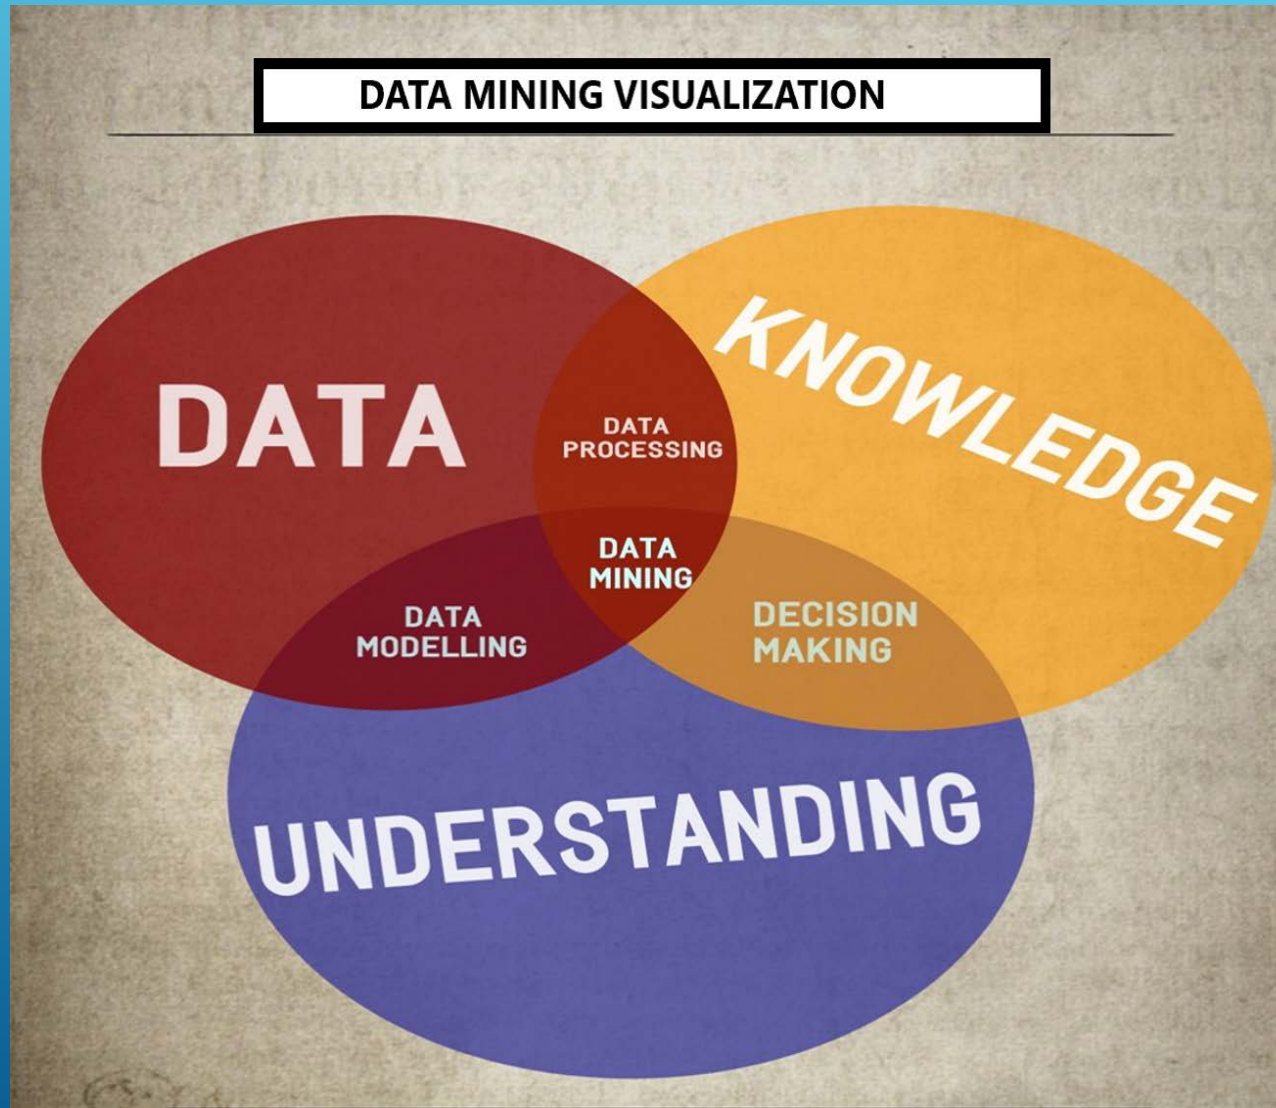 DATA MINING VISUALIZATION
DATA
KNOWLEDGE
DATA
PROCESSING
DATA
MINING
DATA
MODELLING
DECISION
MAKING
UNDERSTANDING